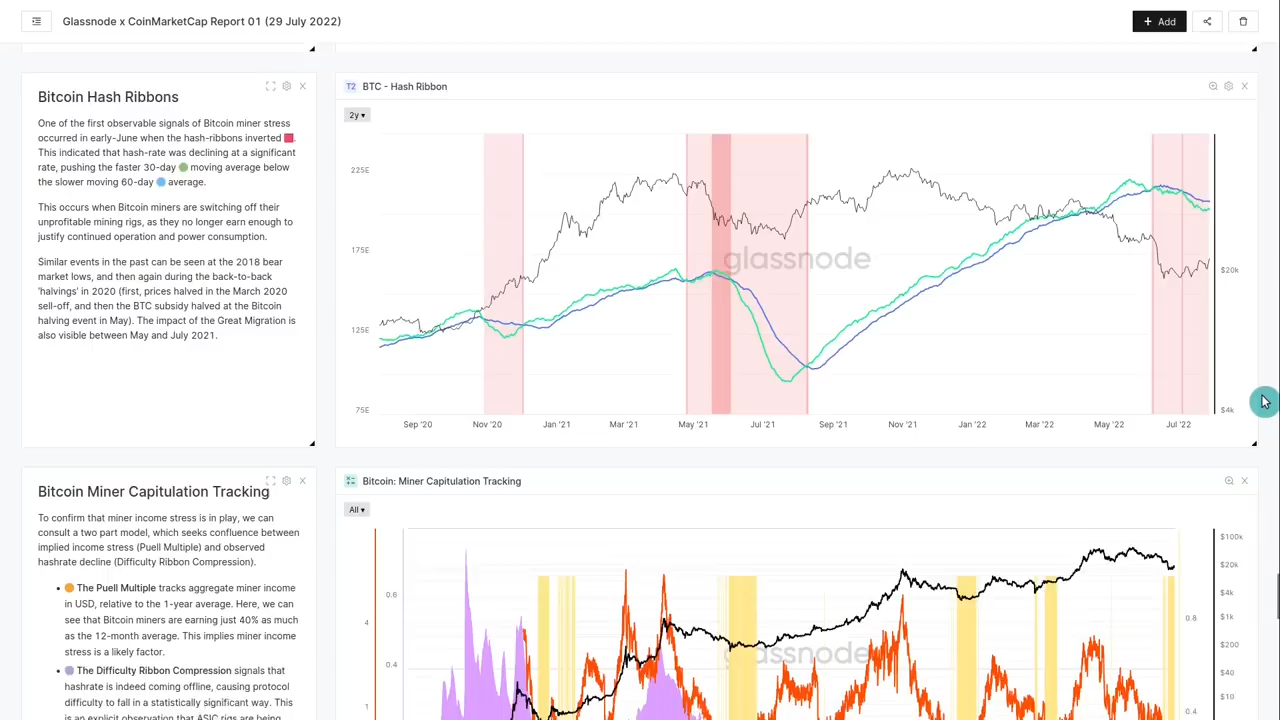 Glassnode x CoinMarketCap Report 01 (29 July 2022)
+ Add
Bitcoin Hash Ribbons
One of the first observable signals of Bitcoin miner stress
occurred in early-June when the hash-ribbons inverted
This indicated that hash-rate was declining at a significant
rate, pushing the faster 30-day moving average below
the slower moving 60-day average.
This occurs when Bitcoin miners are switching off their
unprofitable mining rigs, as they no longer earn enough to
justify continued operation and power consumption.
Similar events in the past can be seen at the 2018 bear
market lows, and then again during the back-to-back
'halvings' in 2020 (first, prices halved in the March 2020
sell-off, and then the BTC subsidy halved at the Bitcoin
halving event in May). The impact of the Great Migration is
also visible between May and July 2021.
T2 BTC - Hash Ribbon
2y
225E
175E
125E
75E
glassnode
$20k
$4k
Sep '20 Nov '20 Jan '21 Mar '21 May '21 Jul '21 Sep '21 Nov '21 Jan '22 Mar '22 May '22 Jul '22
Bitcoin Miner Capitulation Tracking
To confirm that miner income stress is in play, we can
consult a two part model, which seeks confluence between
implied income stress (Puell Multiple) and observed
hashrate decline (Difficulty Ribbon Compression).
• The Puell Multiple tracks aggregate miner income
in USD, relative to the 1-year average. Here, we can
see that Bitcoin miners are earning just 40% as much
as the 12-month average. This implies miner income
stress is a likely factor.
• The Difficulty Ribbon Compression signals that
hashrate is indeed coming offline, causing protocol
difficulty to fall in a statistically significant way. This
is an explicit observation that ASIC rigs are being
Bitcoin: Miner Capitulation Tracking
All
0.6
4
0.4
1
glassnode
0.8
0.4
$100k
$20k
$4k
$1k
$200
$40
$10